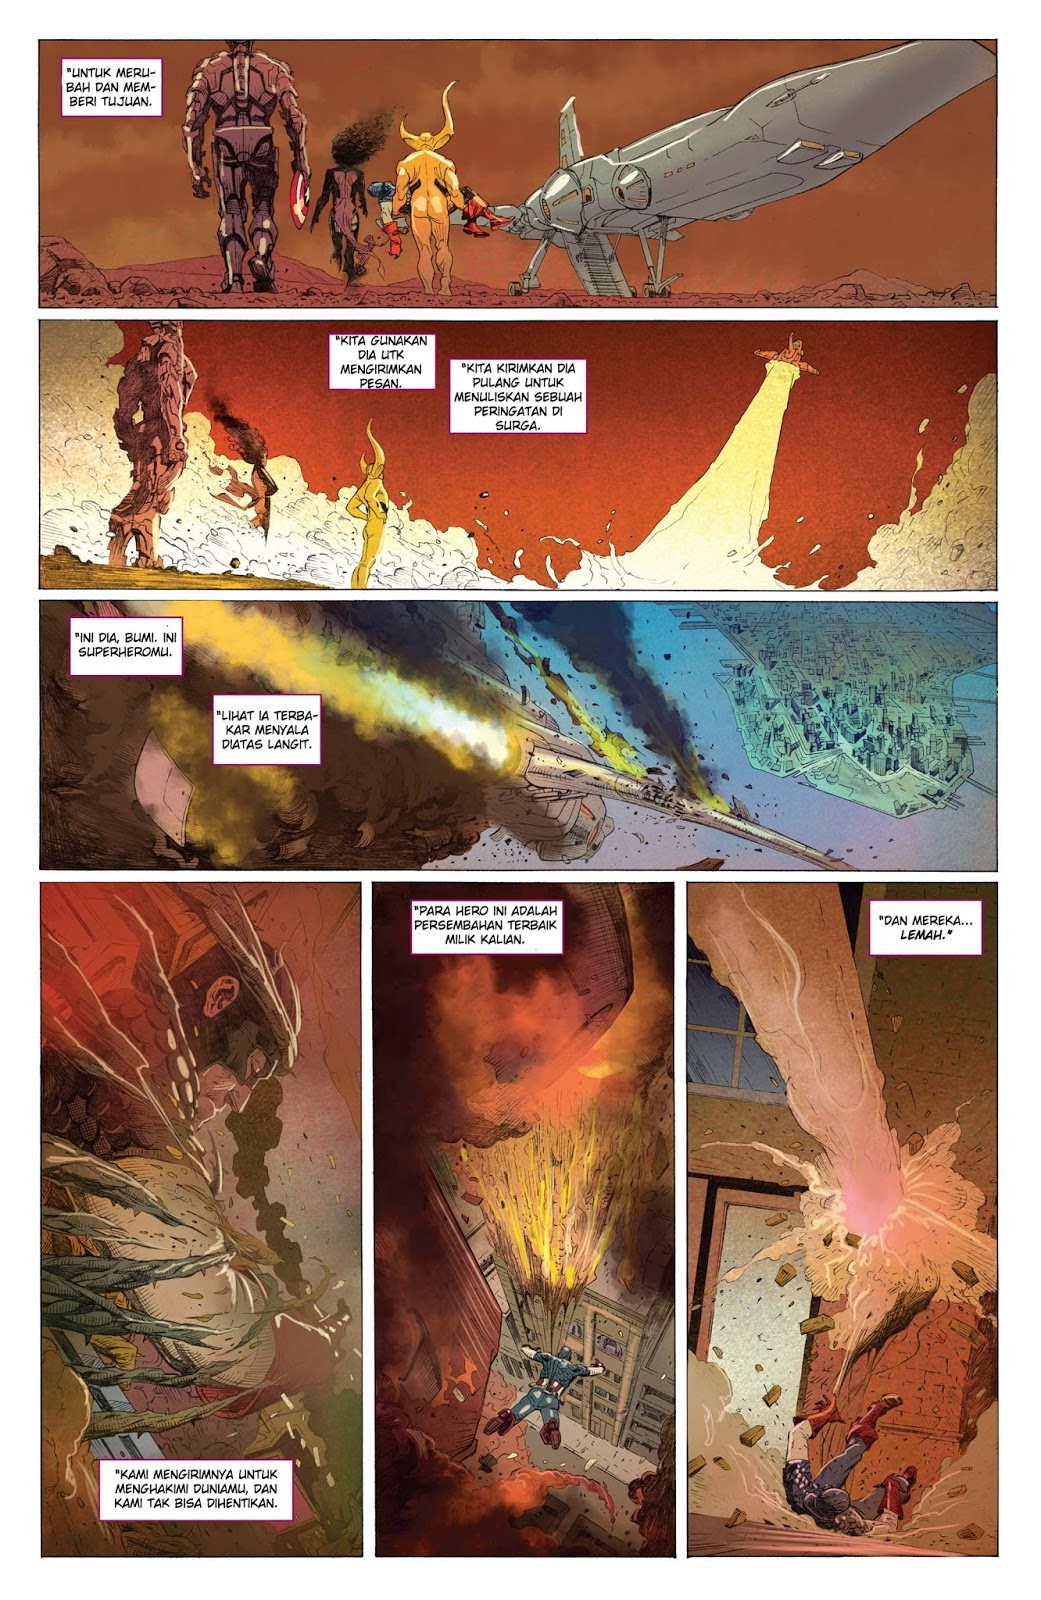 "UNTUK MERU-
BAH DAN MEM-
BERI TUJUAN.
"KITA GUNAKAN
DIA UTK
MENGIRIMKAN
PESAN.
"KITA KIRIMKAN DIA
PULANG UNTUK
MENULISKAN SEBUAH
PERINGATAN DI
SURGA.
"INI DIA, BUMI. INI
SUPERHEROMU.
"LIHAT IA TERBA-
KAR MENYALA
DIATAS LANGIT.
"KAMI MENGIRIMNYA UNTUK
MENGHAKIMI DUNIAMU, DAN
KAMI TAK BISA DIHENTIKAN.
"PARA HERO INI ADALAH
PERSEMBAHAN TERBAIK
MILIK KALIAN.
"DAN MEREKA...
LEMAH."